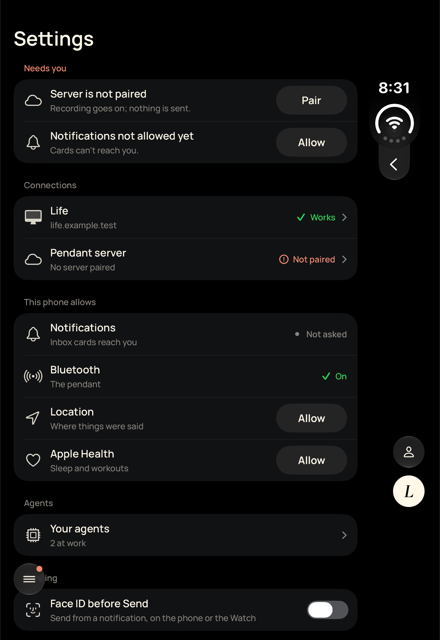 Settings
Needs you
Server is not paired
Recording goes on; nothing is sent.
Pair
Notifications not allowed yet
Cards can't reach you.
Allow
Connections
Life
life.example.test
Works
Pendant server
No server paired
Not paired
This phone allows
Notifications
Inbox cards reach you
Not asked
Bluetooth
The pendant
On
Location
Where things were said
Allow
Apple Health
Sleep and workouts
Allow
Agents
Your agents
2 at work
Face ID before Send
Send from a notification, on the phone or the Watch
8:31
L